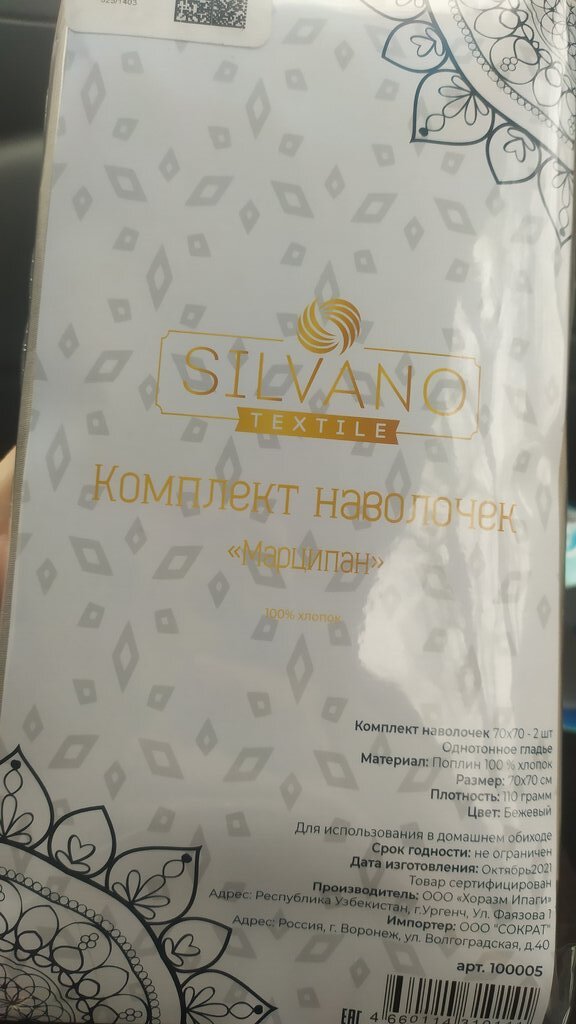 025/1403
SILVANO
TEXTILE
Комплект наволочек
«Марципан»
100% хлопок
Комплект наволочек 70х70 - 2 шт
Однотонное гладье
Материал: Поплин 100 % хлопок
Размер: 70х70 см
Плотность: 110 грамм
Цвет: Бежевый
Для использования в домашнем обиходе
Срок годности: не ограничен
Дата изготовления: Октябрь2021
Товар сертифицирован
Производитель: ООО «Хоразм Ипаги»
Адрес: Республика Узбекистан, г.Ургенч, Ул. Фаязова 1
Импортер: ООО "СОКРАТ"
Адрес: Россия, г. Воронеж, ул. Волгоградская, д.40
арт. 100005
ЕАС